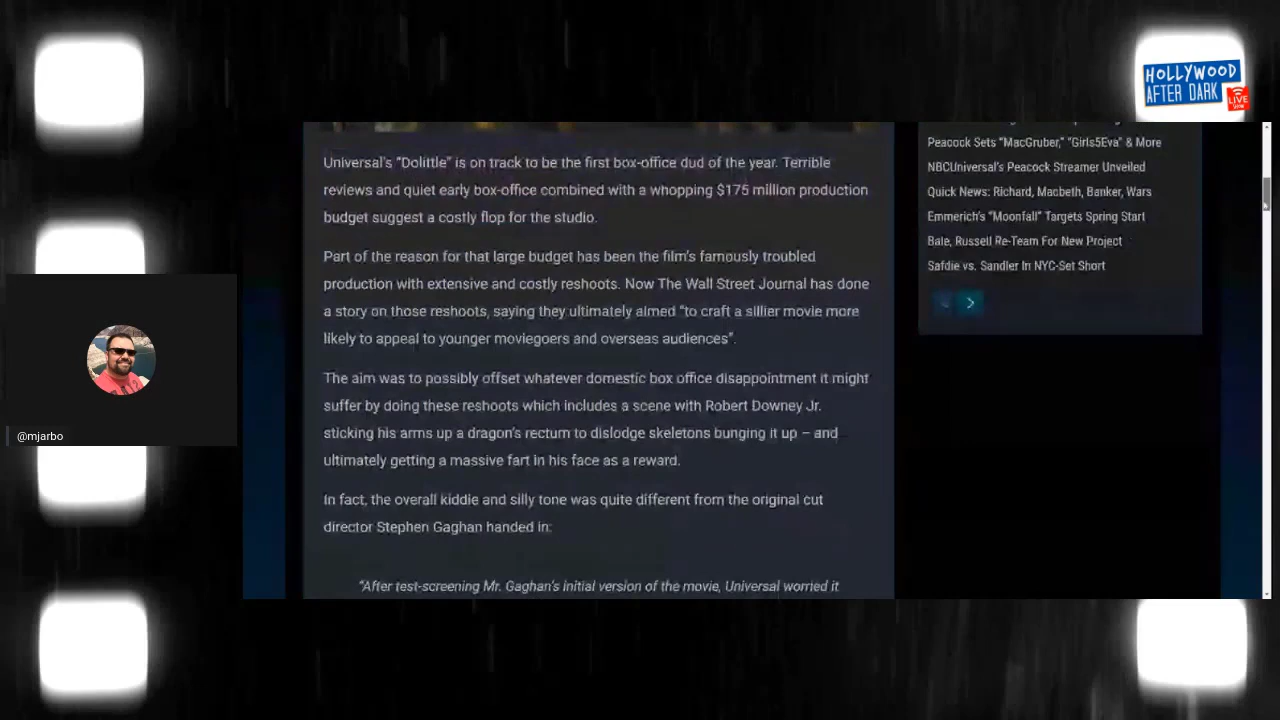 HOLLYWOOD
AFTER DARK
LIVE
SHOW
Universal's "Dolittle" is on track to be the first box-office dud of the year. Terrible
reviews and quiet early box-office combined with a whopping $175 million production
budget suggest a costly flop for the studio.
Part of the reason for that large budget has been the film's famously troubled
production with extensive and costly reshoots. Now The Wall Street Journal has done
a story on those reshoots, saying they ultimately aimed "to craft a sillier movie more
likely to appeal to younger moviegoers and overseas audiences".
The aim was to possibly offset whatever domestic box office disappointment it might
suffer by doing these reshoots which includes a scene with Robert Downey Jr.
sticking his arms up a dragon's rectum to dislodge skeletons bunging it up – and
ultimately getting a massive fart in his face as a reward.
In fact, the overall kiddie and silly tone was quite different from the original cut
director Stephen Gaghan handed in:
"After test-screening Mr. Gaghan's initial version of the movie, Universal worried it
Peacock Sets "MacGruber," "Girls5Eva" & More
NBCUniversal's Peacock Streamer Unveiled
Quick News: Richard, Macbeth, Banker, Wars
Emmerich's "Moonfall" Targets Spring Start
Bale, Russell Re-Team For New Project
Safdie vs. Sandler In NYC-Set Short
@mjarbo